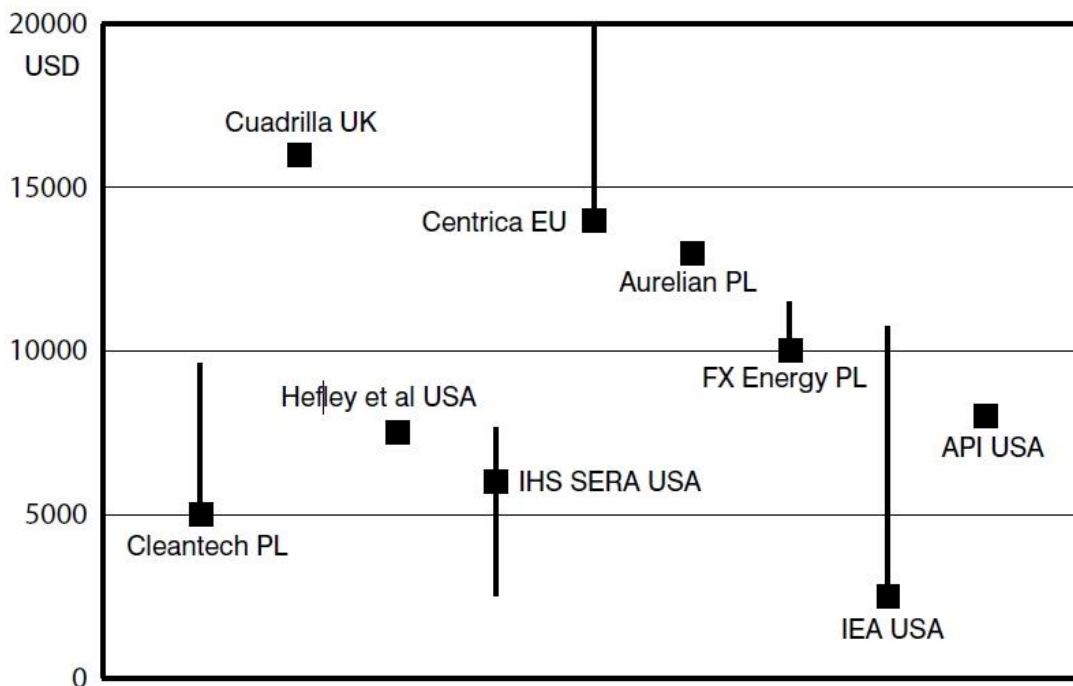 20000
USD
Cuadrilla UK
15000
Centrica EU
Aurelian PL
10000
FX Energy PL
Hefley et al USA
API USA
IHS SERA USA
5000
Cleantech PL
IEA USA
0